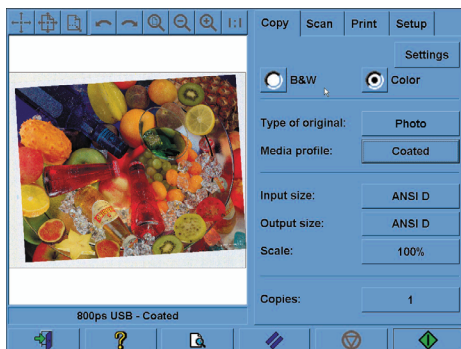 1:1
Copy Scan Print Setup
Settings
B&W Color
Type of original: Photo
Media profile: Coated
Input size: ANSI D
Output size: ANSI D
Scale: 100%
Copies: 1
800ps USB - Coated
?